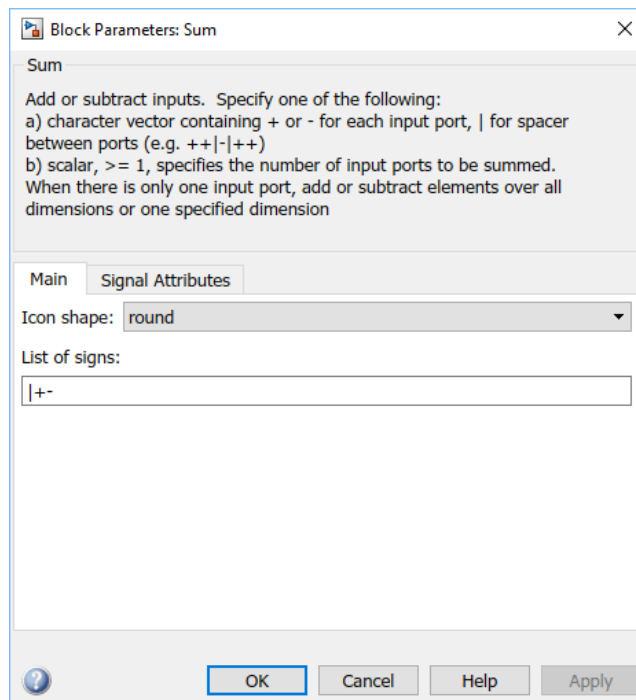 Block Parameters: Sum
Sum
Add or subtract inputs.  Specify one of the following:
a) character vector containing + or - for each input port, | for spacer
between ports (e.g. ++|-|++)
b) scalar, >= 1, specifies the number of input ports to be summed.
When there is only one input port, add or subtract elements over all
dimensions or one specified dimension
Main Signal Attributes
Icon shape: round
List of signs:
|+-
OK Cancel Help Apply